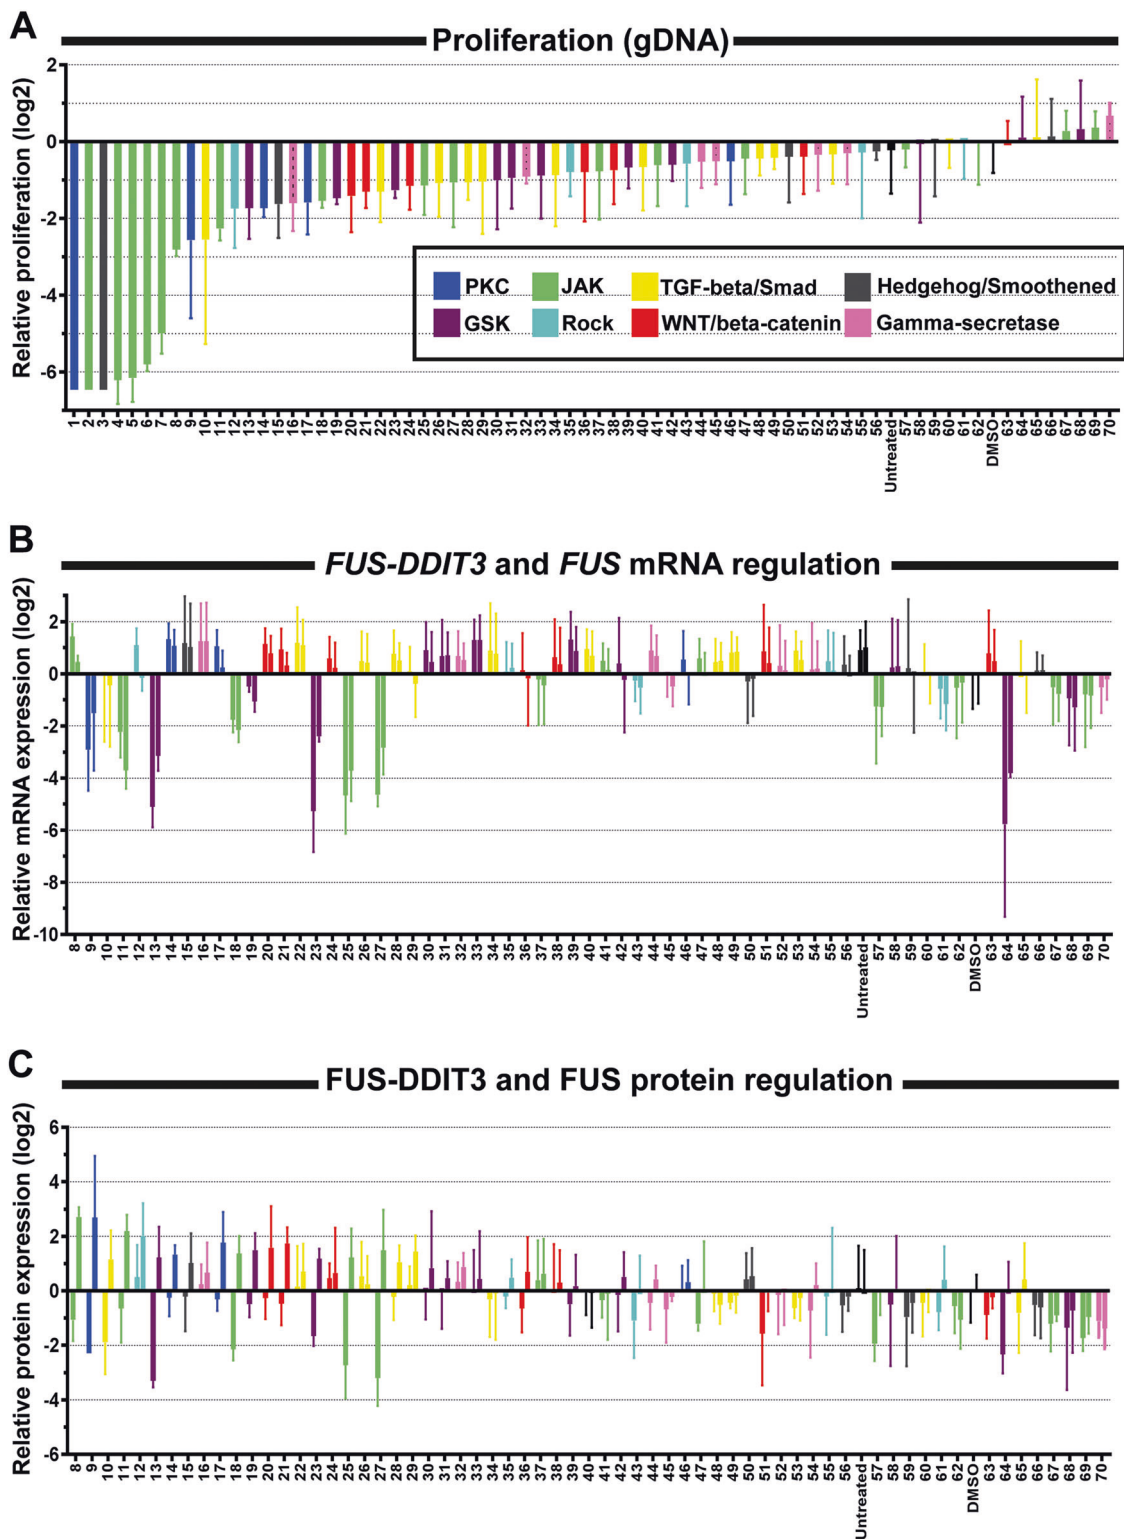 A
Proliferation (gDNA)
Relative proliferation (log2)
2
0
-2
-4
-6
PKC
JAK
TGF-beta/Smad
Hedgehog/Smoothened
GSK
Rock
WNT/beta-catenin
Gamma-secretase
1 2 3 4 5 6 7 8 9 10 11 12 13 14 15 16 17 18 19 20 21 22 23 24 25 26 27 28 29 30 31 32 33 34 35 36 37 38 39 40 41 42 43 44 45 46 47 48 49 50 51 52 53 54 55 56 Untreated 57 58 59 60 61 62 DMSO 63 64 65 66 67 68 69 70
B
FUS-DDIT3 and FUS mRNA regulation
Relative mRNA expression (log2)
2
0
-2
-4
-6
-8
-10
8 9 10 11 12 13 14 15 16 17 18 19 20 21 22 23 24 25 26 27 28 29 30 31 32 33 34 35 36 37 38 39 40 41 42 43 44 45 46 47 48 49 50 51 52 53 54 55 56 Untreated 57 58 59 60 61 62 DMSO 63 64 65 66 67 68 69 70
C
FUS-DDIT3 and FUS protein regulation
Relative protein expression (log2)
6
4
2
0
-2
-4
-6
8 9 10 11 12 13 14 15 16 17 18 19 20 21 22 23 24 25 26 27 28 29 30 31 32 33 34 35 36 37 38 39 40 41 42 43 44 45 46 47 48 49 50 51 52 53 54 55 56 Untreated 57 58 59 60 61 62 DMSO 63 64 65 66 67 68 69 70